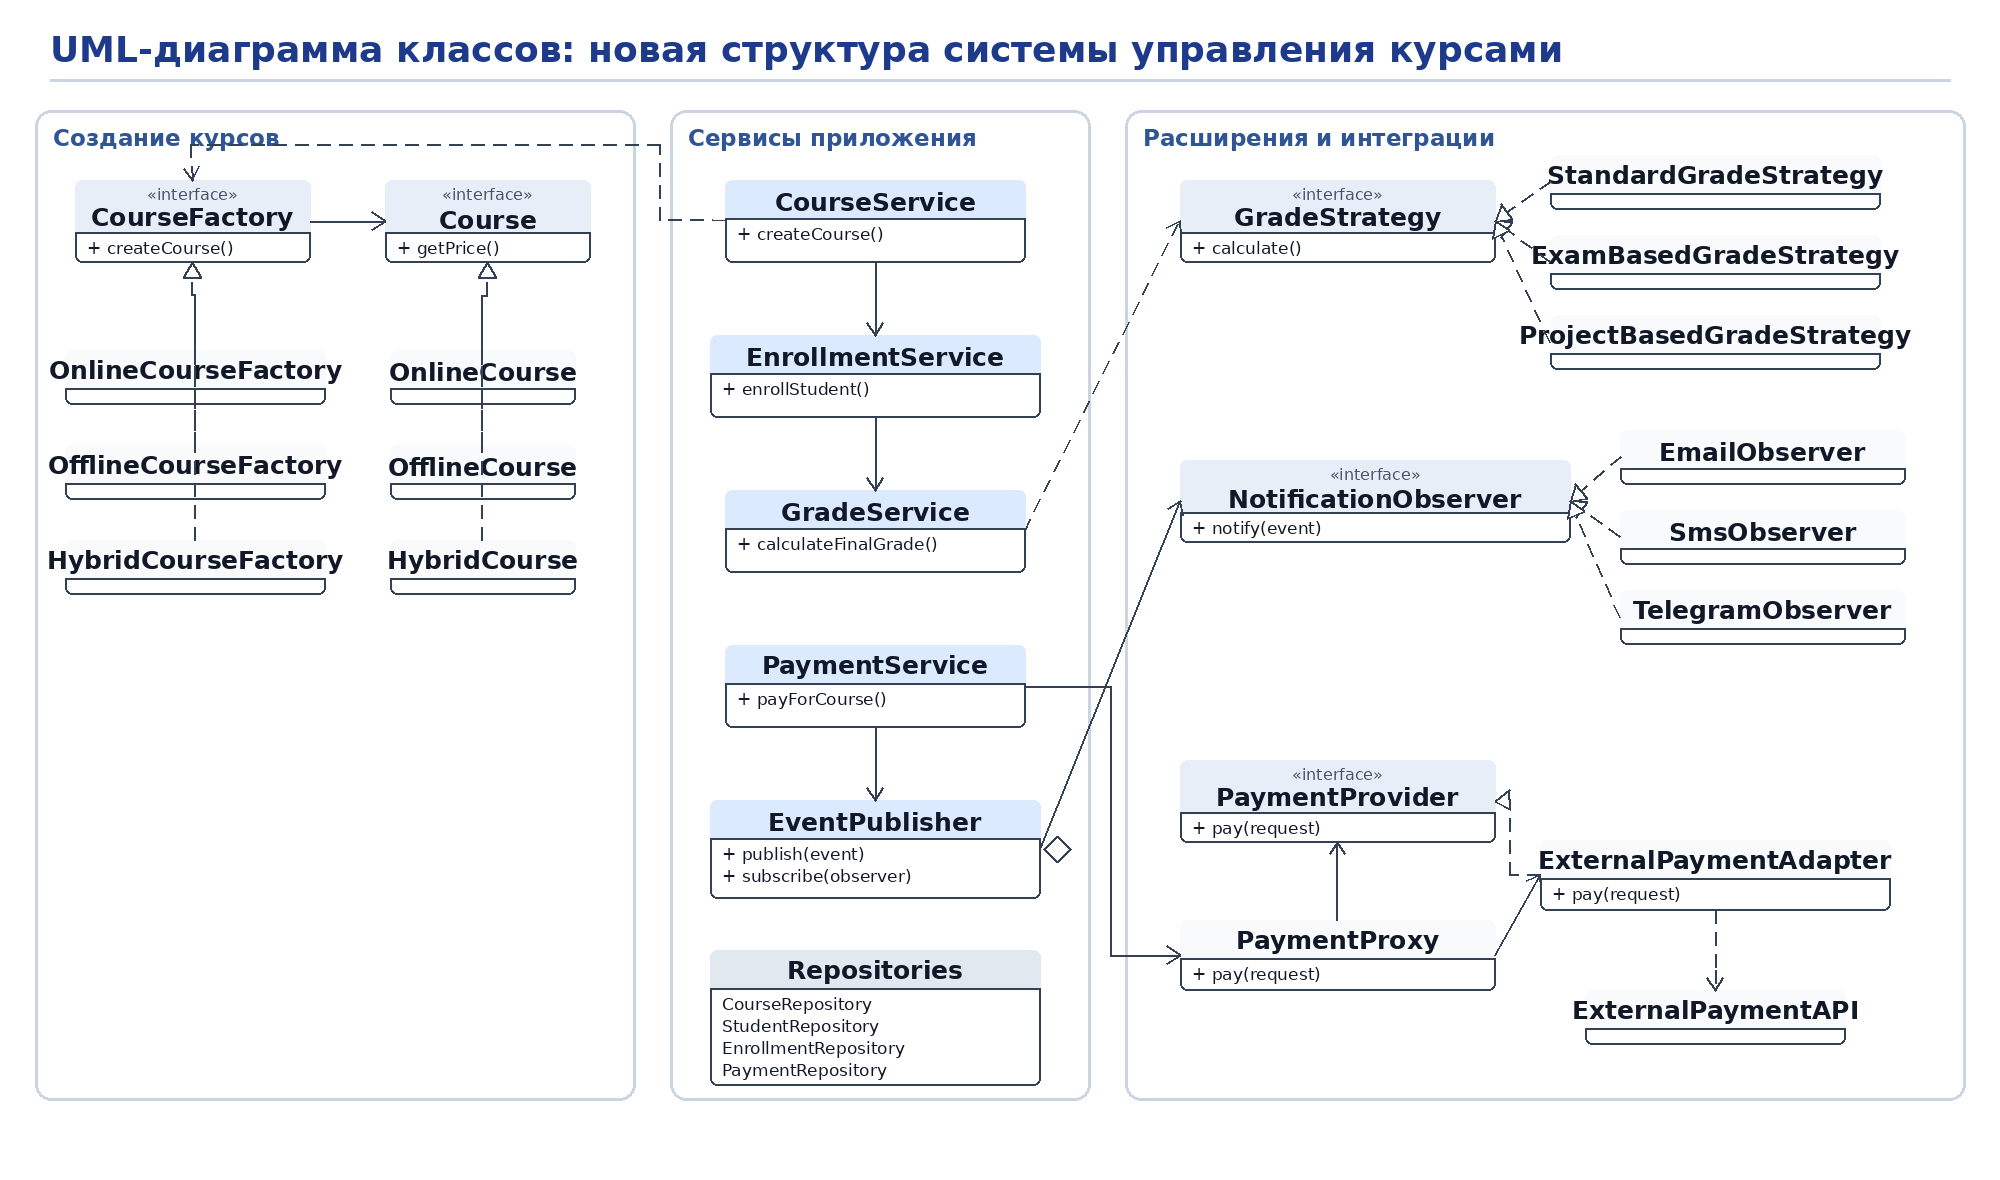 UML-диаграмма классов: новая структура системы управления курсами
Создание курсов
«interface»
CourseFactory
+ createCourse()
«interface»
Course
+ getPrice()
OnlineCourseFactory
OnlineCourse
OfflineCourseFactory
OfflineCourse
HybridCourseFactory
HybridCourse
Сервисы приложения
CourseService
+ createCourse()
EnrollmentService
+ enrollStudent()
GradeService
+ calculateFinalGrade()
PaymentService
+ payForCourse()
EventPublisher
+ publish(event)
+ subscribe(observer)
Repositories
CourseRepository
StudentRepository
EnrollmentRepository
PaymentRepository
Расширения и интеграции
«interface»
GradeStrategy
+ calculate()
StandardGradeStrategy
ExamBasedGradeStrategy
ProjectBasedGradeStrategy
«interface»
NotificationObserver
+ notify(event)
EmailObserver
SmsObserver
TelegramObserver
«interface»
PaymentProvider
+ pay(request)
PaymentProxy
+ pay(request)
ExternalPaymentAdapter
+ pay(request)
ExternalPaymentAPI